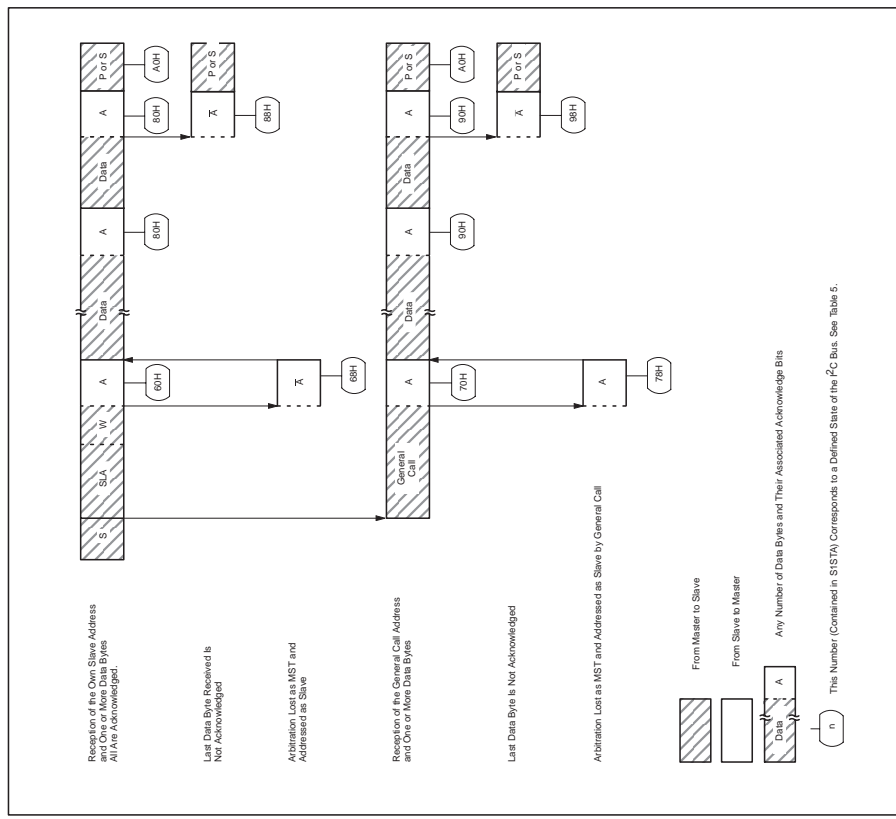 Reception of the Own Slave Address
and One or More Data Bytes
All Are Acknowledged.
S
SLA
W
A
Data
A
Data
A
P or S
60H
80H
80H
A0H
Last Data Byte Received Is
Not Acknowledged
A̅
P or S
88H
Arbitration Lost as MST and
Addressed as Slave
A̅
68H
Reception of the General Call Address
and One or More Data Bytes
General
Call
A
Data
A
Data
A
P or S
70H
90H
90H
A0H
Last Data Byte Is Not Acknowledged
A̅
P or S
98H
Arbitration Lost as MST and Addressed as Slave by General Call
A
78H
From Master to Slave
From Slave to Master
Data
A
Any Number of Data Bytes and Their Associated Acknowledge Bits
n
This Number (Contained in S1STA) Corresponds to a Defined State of the I²C Bus. See Table 5.